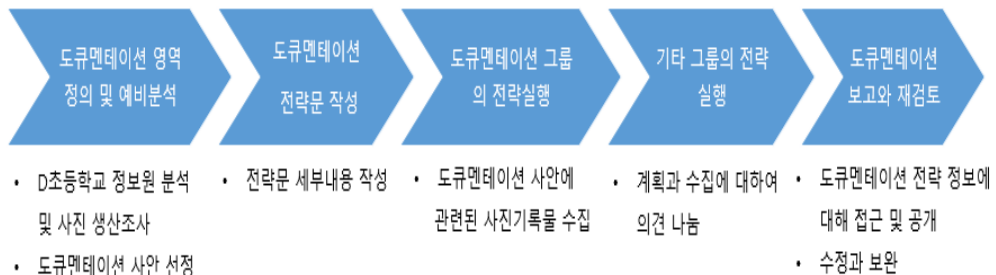 도큐멘테이션 영역
정의 및 예비분석
도큐멘테이션
전략문 작성
도큐멘테이션 그룹
의 전략실행
기타 그룹의 전략
실행
도큐멘테이션
보고와 재검토
• D초등학교 정보원 분석
및 사진 생산조사
• 도큐멘테이션 사안 선정
• 전략문 세부내용 작성
• 도큐멘테이션 사안에
관련된 사진기록물 수집
• 계획과 수집에 대하여
의견 나눔
• 도큐멘테이션 전략 정보에
대해 접근 및 공개
• 수정과 보완